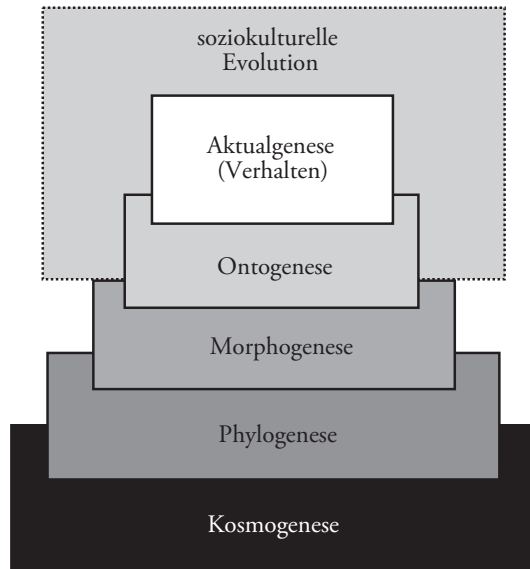 soziokulturelle
Evolution
Aktualgenese
(Verhalten)
Ontogenese
Morphogenese
Phylogenese
Kosmogenese